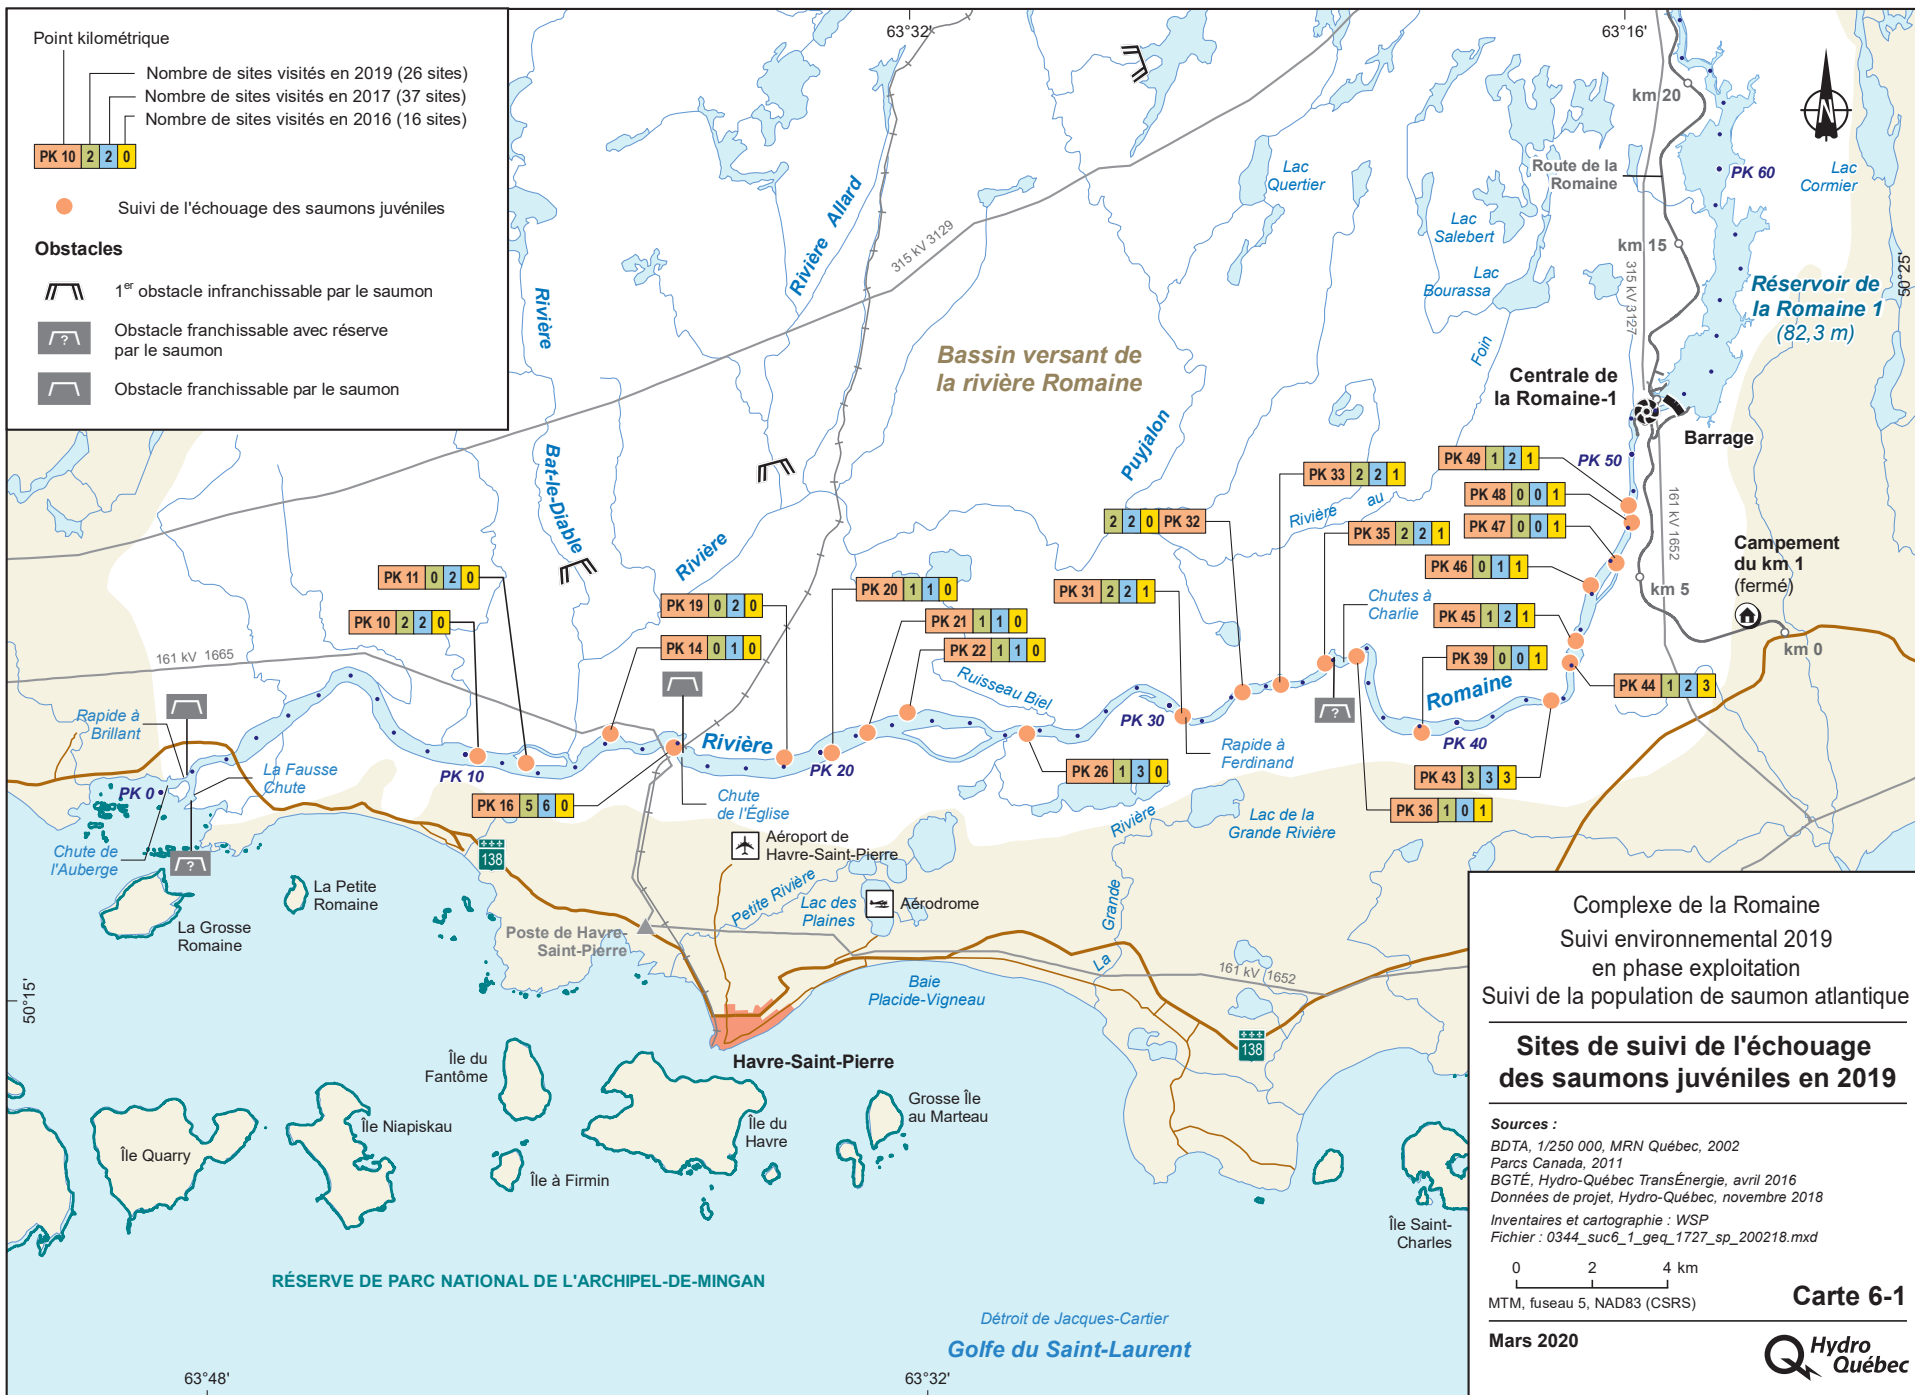 Point kilométrique
Nombre de sites visités en 2019 (26 sites)
Nombre de sites visités en 2017 (37 sites)
Nombre de sites visités en 2016 (16 sites)
PK 10 2 2 0
Suivi de l'échouage des saumons juvéniles
Obstacles
1er obstacle infranchissable par le saumon
?
Obstacle franchissable avec réserve
par le saumon
Obstacle franchissable par le saumon
63°32'
63°16'
km 20
Route de la
Romaine
PK 60
Lac
Cormier
Lac
Quertier
Lac
Salebert
km 15
Lac
Bourassa
315 kV 3127
50°25'
Réservoir de
la Romaine 1
(82,3 m)
Rivière Allard
315 kV 3129
Rivière
Bat-le-Diable
Bassin versant de
la rivière Romaine
Foin
Centrale de
la Romaine-1
Barrage
Puyjalon
PK 49 1 2 1
PK 50
PK 33 2 2 1
PK 48 0 0 1
161 kV 1652
Rivière au
2 2 0 PK 32
PK 47 0 0 1
PK 35 2 2 1
Campement
du km 1
(fermé)
PK 46 0 1 1
km 5
Rivière
PK 11 0 2 0
PK 20 1 1 0
PK 31 2 2 1
Chutes à
Charlie
PK 19 0 2 0
PK 10 2 2 0
PK 21 1 1 0
PK 45 1 2 1
PK 14 0 1 0
PK 22 1 1 0
PK 39 0 0 1
km 0
161 kV 1665
Ruisseau Biel
Romaine
PK 44 1 2 3
Rapide à
Brillant
PK 30
?
Rivière
Rapide à
Ferdinand
PK 40
PK 10
PK 20
La Fausse
Chute
PK 0
PK 26 1 3 0
PK 43 3 3 3
PK 16 5 6 0
Chute
de l'Église
PK 36 1 0 1
Rivière
Lac de la
Grande Rivière
Chute de
l'Auberge
?
138
Aéroport de
Havre-Saint-Pierre
La Petite
Romaine
La Grosse
Romaine
Petite Rivière
Lac des
Plaines
Aérodrome
Grande
La
Poste de Havre-
Saint-Pierre
161 kV 1652
Baie
Placide-Vigneau
50°15'
138
Havre-Saint-Pierre
Île du
Fantôme
Grosse Île
au Marteau
Île Niapiskau
Île du
Havre
Île Quarry
Île à Firmin
Île Saint-
Charles
RÉSERVE DE PARC NATIONAL DE L'ARCHIPEL-DE-MINGAN
Détroit de Jacques-Cartier
Golfe du Saint-Laurent
63°48'
63°32'
Complexe de la Romaine
Suivi environnemental 2019
en phase exploitation
Suivi de la population de saumon atlantique
Sites de suivi de l'échouage
des saumons juvéniles en 2019
Sources :
BDTA, 1/250 000, MRN Québec, 2002
Parcs Canada, 2011
BGTÉ, Hydro-Québec TransÉnergie, avril 2016
Données de projet, Hydro-Québec, novembre 2018
Inventaires et cartographie : WSP
Fichier : 0344_suc6_1_geq_1727_sp_200218.mxd
0 2 4 km
MTM, fuseau 5, NAD83 (CSRS)
Carte 6-1
Mars 2020
Hydro
Québec
N